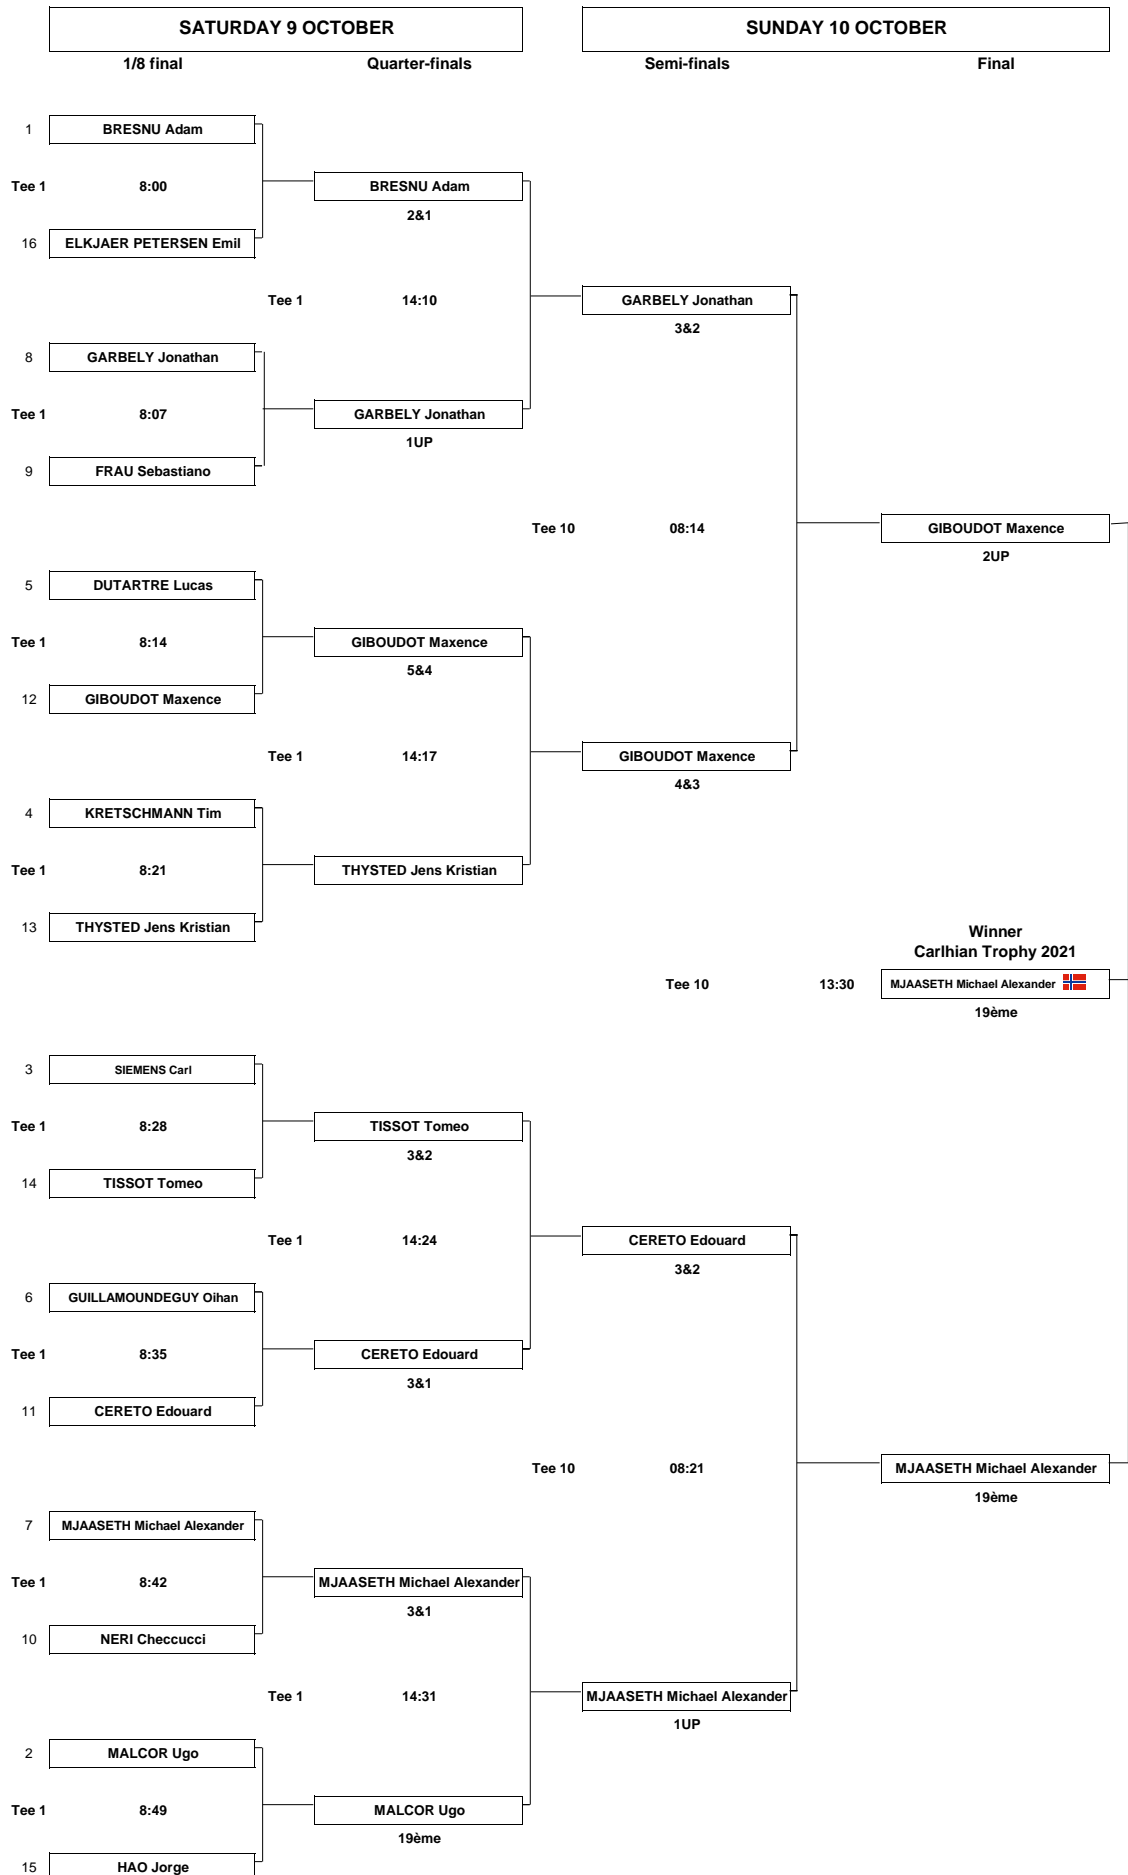 SATURDAY 9 OCTOBER SUNDAY 10 OCTOBER
1/8 final Quarter-finals Semi-finals Final
1 BRESNU Adam
Tee 1 8:00 BRESNU Adam
2&1
16 ELKJAER PETERSEN Emil
Tee 1 14:10 GARBELY Jonathan
3&2
8 GARBELY Jonathan
Tee 1 8:07 GARBELY Jonathan
1UP
9 FRAU Sebastiano
Tee 10 08:14 GIBOUDOT Maxence
2UP
5 DUTARTRE Lucas
Tee 1 8:14 GIBOUDOT Maxence
5&4
12 GIBOUDOT Maxence
Tee 1 14:17 GIBOUDOT Maxence
4&3
4 KRETSCHMANN Tim
Tee 1 8:21 THYSTED Jens Kristian
13 THYSTED Jens Kristian
Winner
Carlhian Trophy 2021
Tee 10 13:30 MJAASETH Michael Alexander
19ème
3 SIEMENS Carl
Tee 1 8:28 TISSOT Tomeo
3&2
14 TISSOT Tomeo
Tee 1 14:24 CERETO Edouard
3&2
6 GUILLAMOUNDEGUY Oihan
Tee 1 8:35 CERETO Edouard
3&1
11 CERETO Edouard
Tee 10 08:21 MJAASETH Michael Alexander
19ème
7 MJAASETH Michael Alexander
Tee 1 8:42 MJAASETH Michael Alexander
3&1
10 NERI Checcucci
Tee 1 14:31 MJAASETH Michael Alexander
1UP
2 MALCOR Ugo
Tee 1 8:49 MALCOR Ugo
19ème
15 HAO Jorge